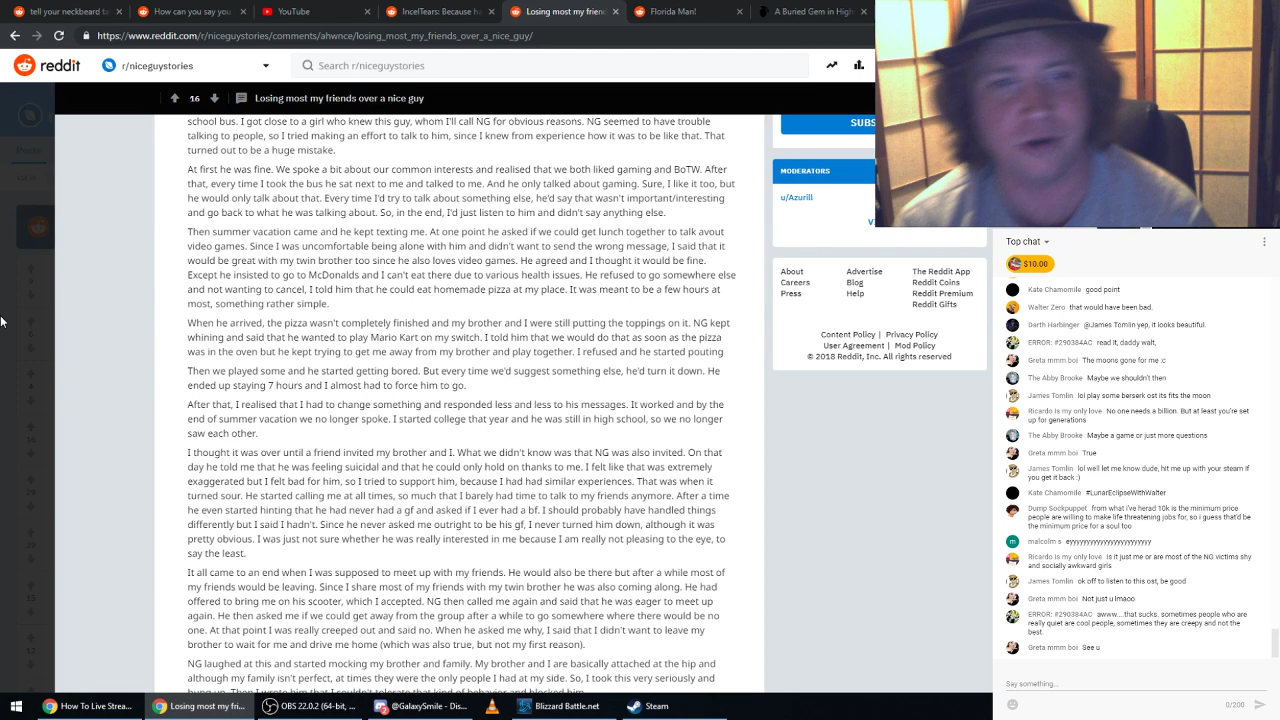 tell your neckbeard ta
How can you say you
YouTube
IncelTears: Because ha
Losing most my frien
Florida Man!
A Buried Gem in High
https://www.reddit.com/r/niceguystories/comments/ahwnce/losing_most_my_friends_over_a_nice_guy/
reddit
r/niceguystories
Search r/niceguystories
16
Losing most my friends over a nice guy
school bus. I got close to a girl who knew this guy, whom I'll call NG for obvious reasons. NG seemed to have trouble
talking to people, so I tried making an effort to talk to him, since I knew from experience how it was to be like that. That
turned out to be a huge mistake.
At first he was fine. We spoke a bit about our common interests and realised that we both liked gaming and BoTW. After
that, every time I took the bus he sat next to me and talked to me. And he only talked about gaming. Sure, I like it too, but
he would only talk about that. Every time I'd try to talk about something else, he'd say that wasn't important/interesting
and go back to what he was talking about. So, in the end, I'd just listen to him and didn't say anything else.
Then summer vacation came and he kept texting me. At one point he asked if we could get lunch together to talk avout
video games. Since I was uncomfortable being alone with him and didn't want to send the wrong message, I said that it
would be great with my twin brother too since he also loves video games. He agreed and I thought it would be fine.
Except he insisted to go to McDonalds and I can't eat there due to various health issues. He refused to go somewhere else
and not wanting to cancel, I told him that he could eat homemade pizza at my place. It was meant to be a few hours at
most, something rather simple.
When he arrived, the pizza wasn't completely finished and my brother and I were still putting the toppings on it. NG kept
whining and said that he wanted to play Mario Kart on my switch. I told him that we would do that as soon as the pizza
was in the oven but he kept trying to get me away from my brother and play together. I refused and he started pouting
Then we played some and he started getting bored. But every time we'd suggest something else, he'd turn it down. He
ended up staying 7 hours and I almost had to force him to go.
After that, I realised that I had to change something and responded less and less to his messages. It worked and by the
end of summer vacation we no longer spoke. I started college that year and he was still in high school, so we no longer
saw each other.
I thought it was over until a friend invited my brother and I. What we didn't know was that NG was also invited. On that
day he told me that he was feeling suicidal and that he could only hold on thanks to me. I felt like that was extremely
exaggerated but I felt bad for him, so I tried to support him, because I had had similar experiences. That was when it
turned sour. He started calling me at all times, so much that I barely had time to talk to my friends anymore. After a time
he even started hinting that he had never had a gf and asked if I ever had a bf. I should probably have handled things
differently but I said I hadn't. Since he never asked me outright to be his gf, I never turned him down, although it was
pretty obvious. I was just not sure whether he was really interested in me because I am really not pleasing to the eye, to
say the least.
It all came to an end when I was supposed to meet up with my friends. He would also be there but after a while most of
my friends would be leaving. Since I share most of my friends with my twin brother he was also coming along. He had
offered to bring me on his scooter, which I accepted. NG then called me again and said that he was eager to meet up
again. He then asked me if we could get away from the group after a while to go somewhere where there would be no
one. At that point I was really creeped out and said no. When he asked me why, I said that I didn't want to leave my
brother to wait for me and drive me home (which was also true, but not my first reason).
NG laughed at this and started mocking my brother and family. My brother and I are basically attached at the hip and
although my family isn't perfect, at times they were the only people I had at my side. So, I took this very seriously and
hung up. Then I wrote him that I couldn't tolerate that kind of behavior and blocked him.
SUBS
MODERATORS
u/Azurill
About
Advertise
The Reddit App
Careers
Blog
Reddit Coins
Press
Help
Reddit Premium
Reddit Gifts
Content Policy | Privacy Policy
User Agreement | Mod Policy
© 2018 Reddit, Inc. All rights reserved
Top chat
$10.00
Kate Chamomile good point
Walter Zero that would have been bad.
Darth Harbinger @James Tomlin yep, it looks beautiful.
ERROR: #290384AC read it, daddy walt,
Greta mmm boi The moons gone for me :c
The Abby Brooke Maybe we shouldn't then
James Tomlin lol play some berserk ost its fits the moon
Ricardo is my only love No one needs a billion. But at least you're set
up for generations
The Abby Brooke Maybe a game or just more questions
Greta mmm boi True
James Tomlin lol well let me know dude, hit me up with your steam if
you get it back :)
Kate Chamomile #LunarEclipseWithWalter
Dump Sockpuppet from what i've herad 10k is the minimum price
people are willing to make life threatening jobs for, so i guess that'd be
the minimum for a soul too
malcolm s eyyyyyyyyyyyyyyyyyyyyyyy
Ricardo is my only love Is it just me or are most of the NG victims shy
and socially awkward girls
James Tomlin ok off to listen to this ost, be good
Greta mmm boi Not just u lmaoo
ERROR: #290384AC awww....that sucks. sometimes people who are
really quiet are cool people, sometimes they are creepy and not the
best.
Greta mmm boi See u
Say something...
0/200
How To Live Strea...
Losing most my fri...
OBS 22.0.2 (64-bit, ...
@GalaxySmile - Dis...
Blizzard Battle.net
Steam